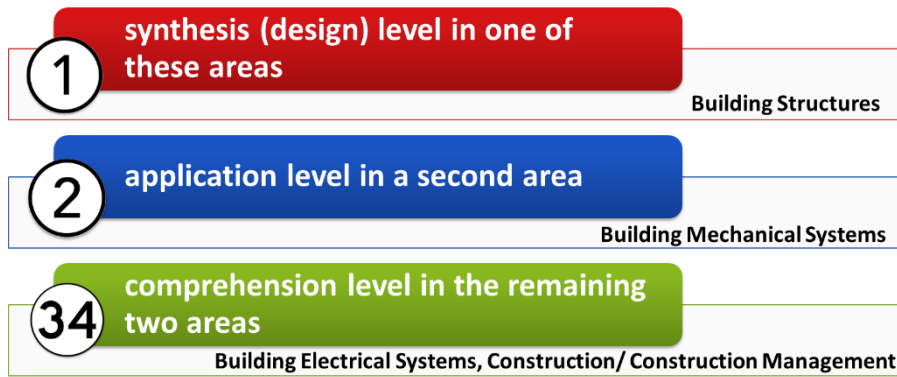 1
synthesis (design) level in one of
these areas
Building Structures
2
application level in a second area
Building Mechanical Systems
34
comprehension level in the remaining
two areas
Building Electrical Systems, Construction/ Construction Management